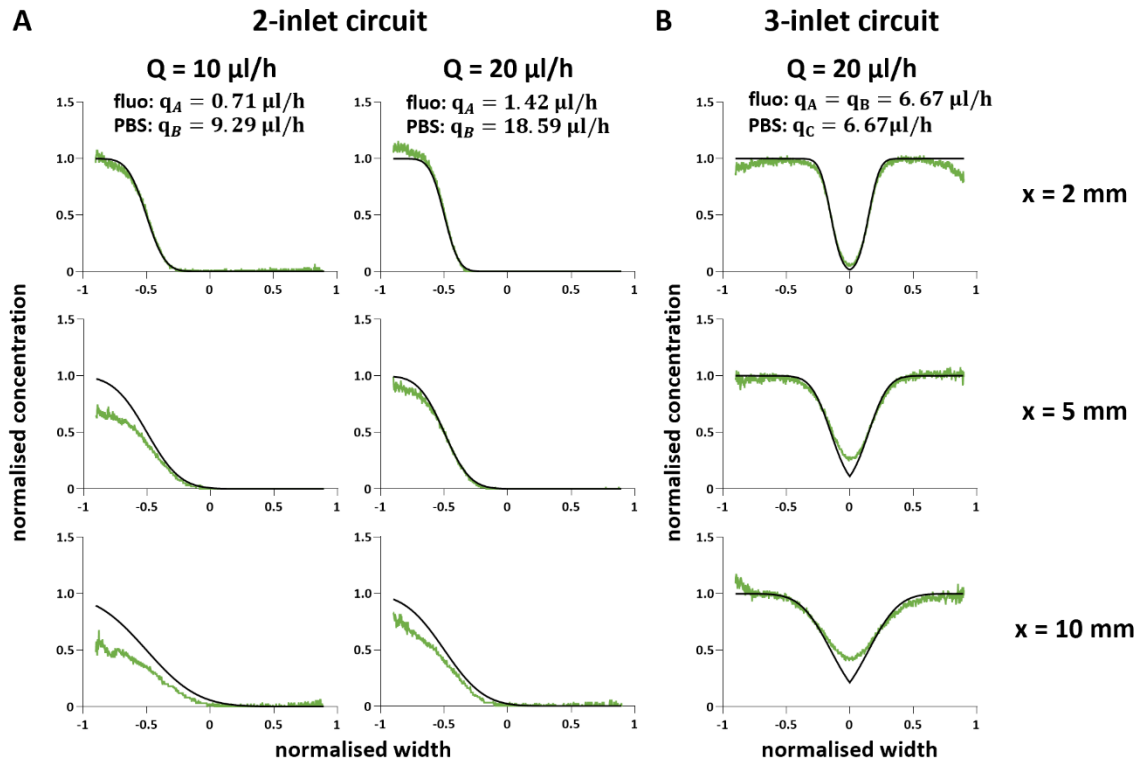 A 2-inlet circuit B 3-inlet circuit
Q = 10 µl/h Q = 20 µl/h Q = 20 µl/h
fluo: q_A = 0.71 µl/h fluo: q_A = 1.42 µl/h fluo: q_A = q_B = 6.67 µl/h
PBS: q_B = 9.29 µl/h PBS: q_B = 18.59 µl/h PBS: q_C = 6.67µl/h
1.5 1.5 1.5
1.0 1.0 1.0
x = 2 mm
0.5 0.5 0.5
0 0 0
-1 -0.5 0 0.5 1 -1 -0.5 0 0.5 1 -1 -0.5 0 0.5 1
normalised concentration normalised concentration
1.5 1.5 1.5
1.0 1.0 1.0
x = 5 mm
0.5 0.5 0.5
0 0 0
-1 -0.5 0 0.5 1 -1 -0.5 0 0.5 1 -1 -0.5 0 0.5 1
1.5 1.5 1.5
1.0 1.0 1.0
x = 10 mm
0.5 0.5 0.5
0 0 0
-1 -0.5 0 0.5 1 -1 -0.5 0 0.5 1 -1 -0.5 0 0.5 1
normalised width normalised width